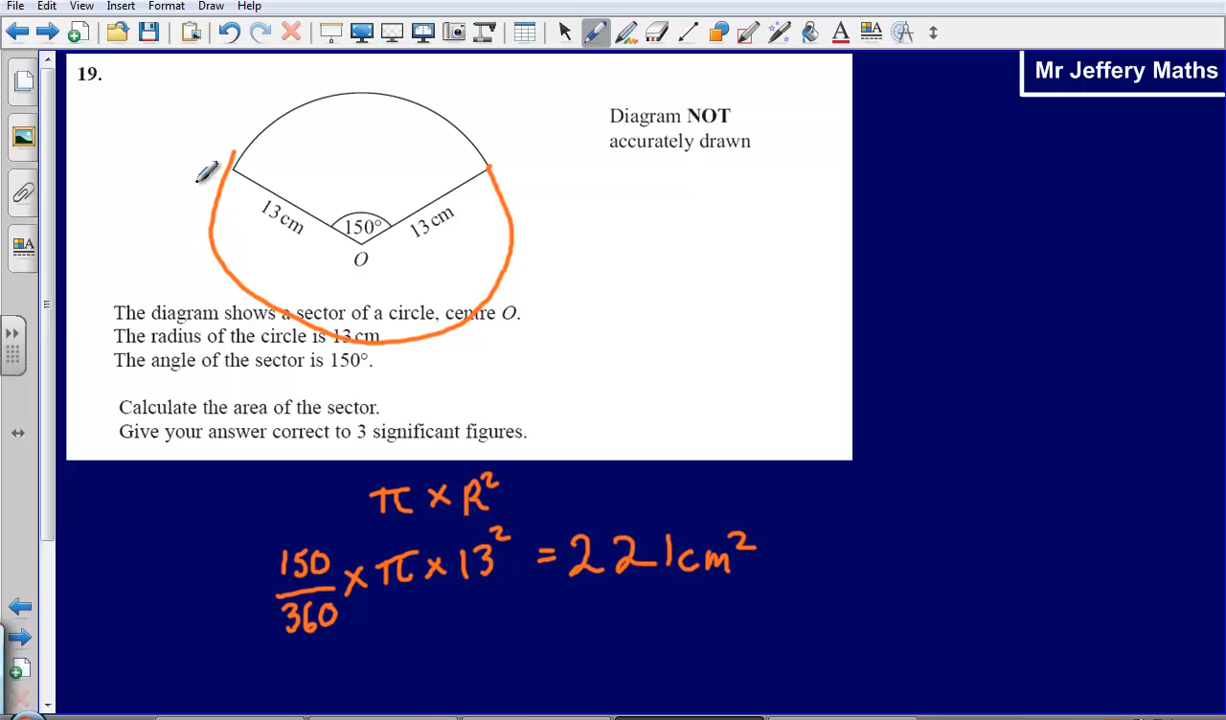 File Edit View Insert Format Draw Help
Mr Jeffery Maths
19.
Diagram NOT
accurately drawn
13 cm
150°
13 cm
O
The diagram shows a sector of a circle, centre O.
The radius of the circle is 13 cm
The angle of the sector is 150°.
Calculate the area of the sector.
Give your answer correct to 3 significant figures.
π × R²
150/360 × π × 13² = 221cm²